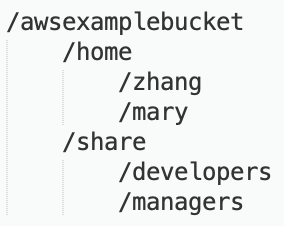 /awsexamplebucket
/home
/zhang
/mary
/share
/developers
/managers